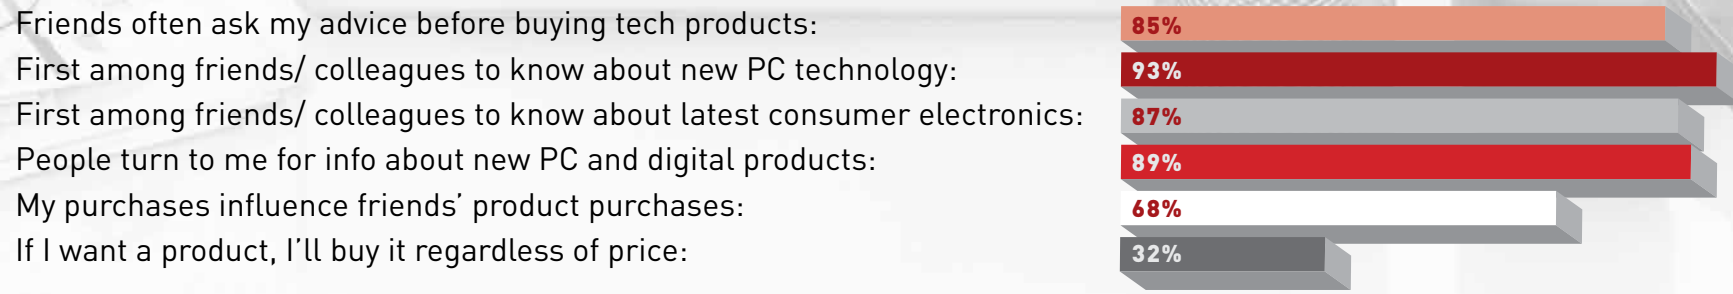 Friends often ask my advice before buying tech products: 85%
First among friends/ colleagues to know about new PC technology: 93%
First among friends/ colleagues to know about latest consumer electronics: 87%
People turn to me for info about new PC and digital products: 89%
My purchases influence friends’ product purchases: 68%
If I want a product, I’ll buy it regardless of price: 32%